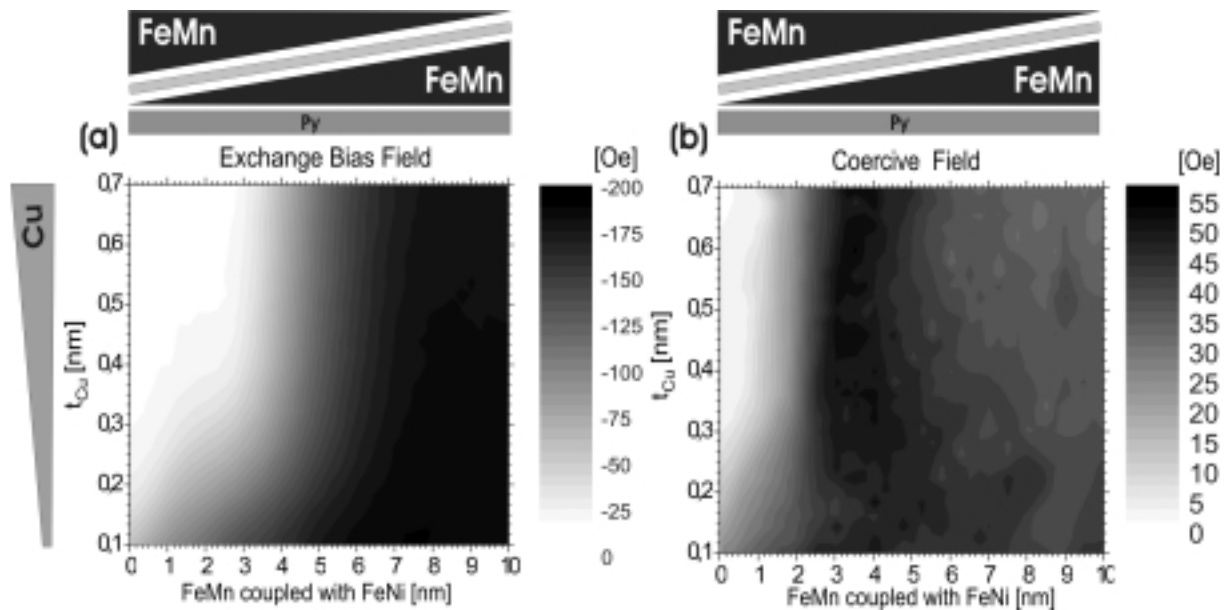 FeMn
FeMn
Py
(a)
Exchange Bias Field
[Oe]
Cu
t_Cu [nm]
0,7
0,6
0,5
0,4
0,3
0,2
0,1
0 1 2 3 4 5 6 7 8 9 10
FeMn coupled with FeNi [nm]
-200
-175
-150
-125
-100
-75
-50
-25
0
FeMn
FeMn
Py
(b)
Coercive Field
[Oe]
t_Cu [nm]
0,7
0,6
0,5
0,4
0,3
0,2
0,1
0 1 2 3 4 5 6 7 8 9 10
FeMn coupled with FeNi [nm]
55
50
45
40
35
30
25
20
15
10
5
0